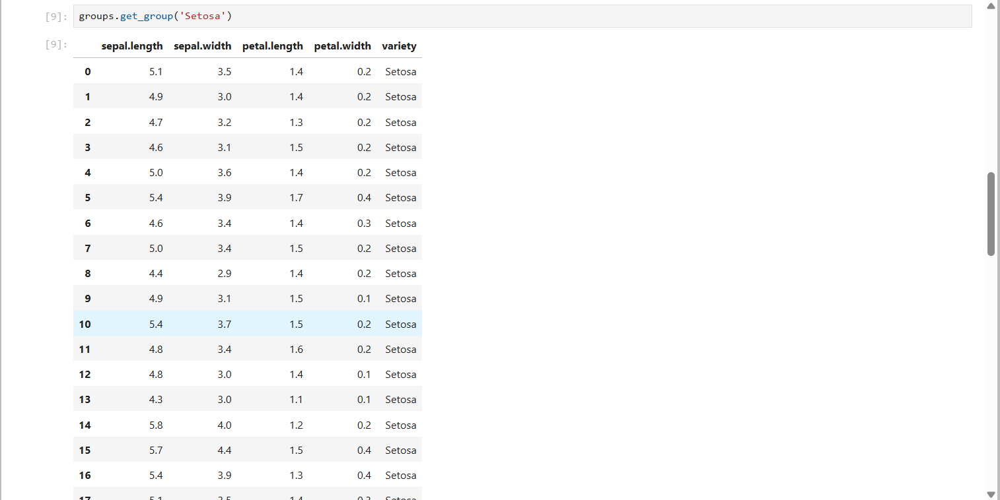 [9]: groups.get_group('Setosa')
[9]: sepal.length sepal.width petal.length petal.width variety
0 5.1 3.5 1.4 0.2 Setosa
1 4.9 3.0 1.4 0.2 Setosa
2 4.7 3.2 1.3 0.2 Setosa
3 4.6 3.1 1.5 0.2 Setosa
4 5.0 3.6 1.4 0.2 Setosa
5 5.4 3.9 1.7 0.4 Setosa
6 4.6 3.4 1.4 0.3 Setosa
7 5.0 3.4 1.5 0.2 Setosa
8 4.4 2.9 1.4 0.2 Setosa
9 4.9 3.1 1.5 0.1 Setosa
10 5.4 3.7 1.5 0.2 Setosa
11 4.8 3.4 1.6 0.2 Setosa
12 4.8 3.0 1.4 0.1 Setosa
13 4.3 3.0 1.1 0.1 Setosa
14 5.8 4.0 1.2 0.2 Setosa
15 5.7 4.4 1.5 0.4 Setosa
16 5.4 3.9 1.3 0.4 Setosa
17 5.1 3.5 1.4 Setosa